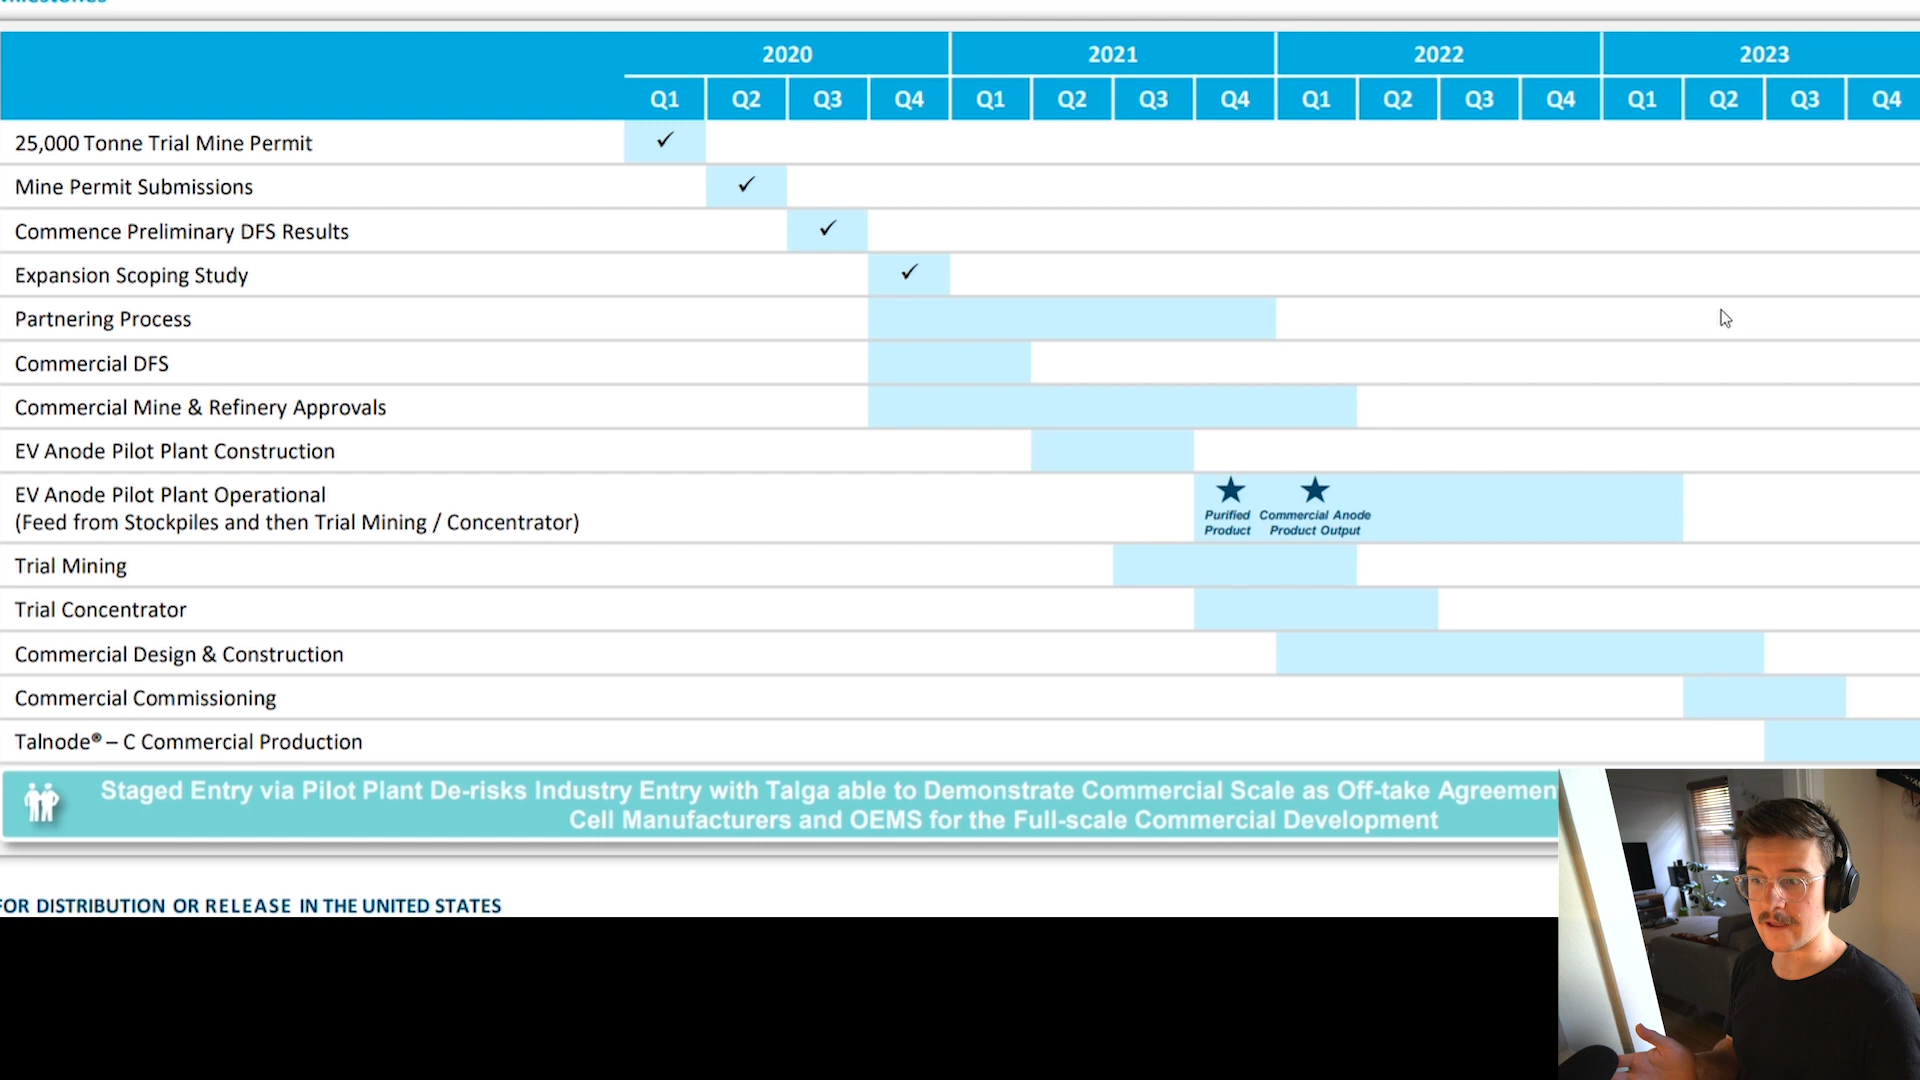 2020 2021 2022 2023
Q1 Q2 Q3 Q4 Q1 Q2 Q3 Q4 Q1 Q2 Q3 Q4 Q1 Q2 Q3 Q4
25,000 Tonne Trial Mine Permit ✓
Mine Permit Submissions ✓
Commence Preliminary DFS Results ✓
Expansion Scoping Study ✓
Partnering Process
Commercial DFS
Commercial Mine & Refinery Approvals
EV Anode Pilot Plant Construction
EV Anode Pilot Plant Operational
(Feed from Stockpiles and then Trial Mining / Concentrator)
★ ★
Purified Commercial Anode
Product Product Output
Trial Mining
Trial Concentrator
Commercial Design & Construction
Commercial Commissioning
Talnode® – C Commercial Production
Staged Entry via Pilot Plant De-risks Industry Entry with Talga able to Demonstrate Commercial Scale as Off-take Agreemen
Cell Manufacturers and OEMS for the Full-scale Commercial Development
FOR DISTRIBUTION OR RELEASE IN THE UNITED STATES